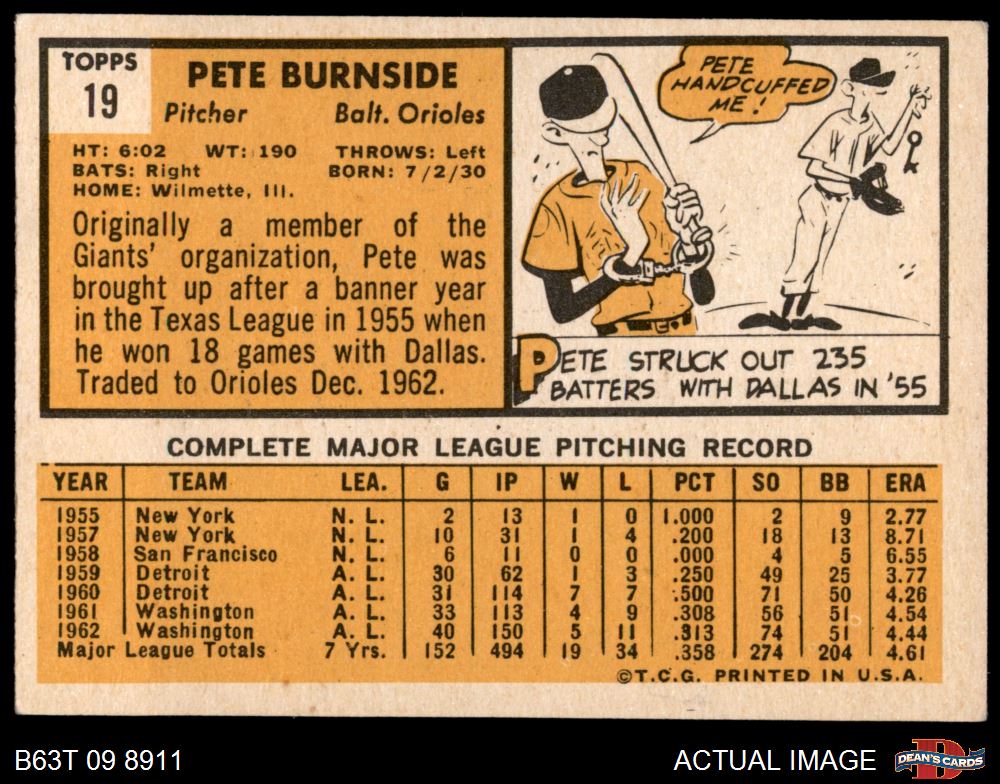 TOPPS
19
PETE BURNSIDE
Pitcher Balt. Orioles
HT: 6:02 WT: 190 THROWS: Left
BATS: Right BORN: 7/2/30
HOME: Wilmette, Ill.
Originally a member of the
Giants' organization, Pete was
brought up after a banner year
in the Texas League in 1955 when
he won 18 games with Dallas.
Traded to Orioles Dec. 1962.
PETE
HANDCUFFED
ME!
PETE STRUCK OUT 235
BATTERS WITH DALLAS IN '55
COMPLETE MAJOR LEAGUE PITCHING RECORD
YEAR TEAM LEA. G IP W L PCT SO BB ERA
1955 New York N. L. 2 13 1 0 1.000 2 9 2.77
1957 New York N. L. 10 31 1 4 .200 18 13 8.71
1958 San Francisco N. L. 6 11 0 0 .000 4 5 6.55
1959 Detroit A. L. 30 62 1 3 .250 49 25 3.77
1960 Detroit A. L. 31 114 7 7 .500 71 50 4.26
1961 Washington A. L. 33 113 4 9 .308 56 51 4.54
1962 Washington A. L. 40 150 5 11 .313 74 51 4.44
Major League Totals 7 Yrs. 152 494 19 34 .358 274 204 4.61
©T.C.G. PRINTED IN U.S.A.
B63T 09 8911 ACTUAL IMAGE
DEAN'S CARDS